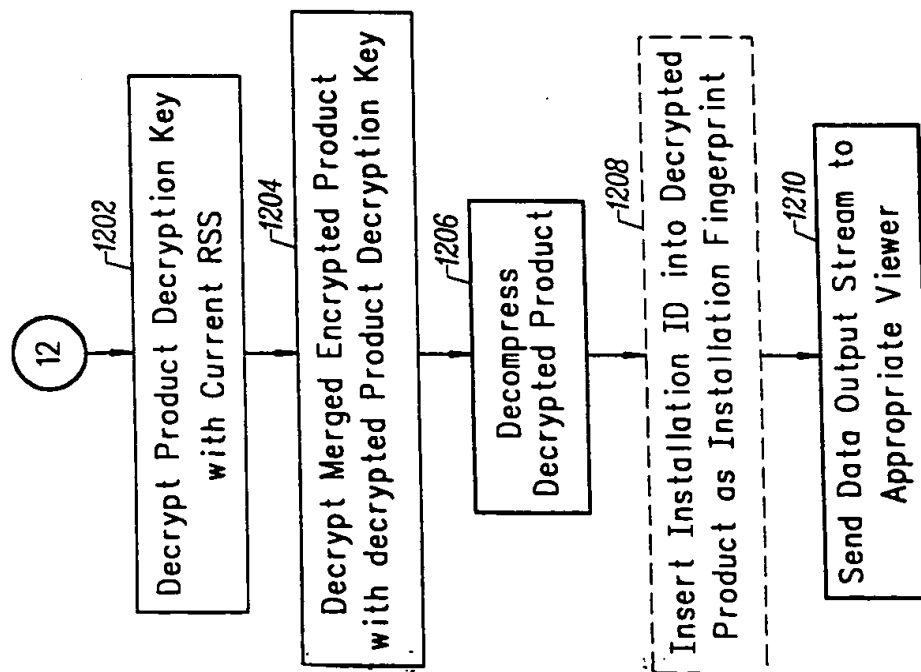 12
1202
Decrypt Product Decryption Key
with Current RSS
1204
Decrypt Merged Encrypted Product
with decrypted Product Decryption Key
1206
Decompress
Decrypted Product
1208
Insert Installation ID into Decrypted
Product as Installation Fingerprint
1210
Send Data Output Stream to
Appropriate Viewer